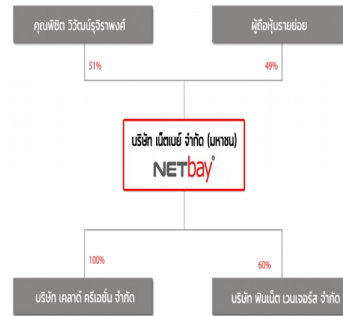 คุณพิชิต วิวัฒน์รุจิราพงศ์
ผู้ถือหุ้นรายย่อย
51%
49%
บริษัท เน็ตเบย์ จำกัด (มหาชน)
NETbay
100%
60%
บริษัท เคลาด์ ครีเอชั่น จำกัด
บริษัท ฟินเน็ต เวนเจอร์ส จำกัด